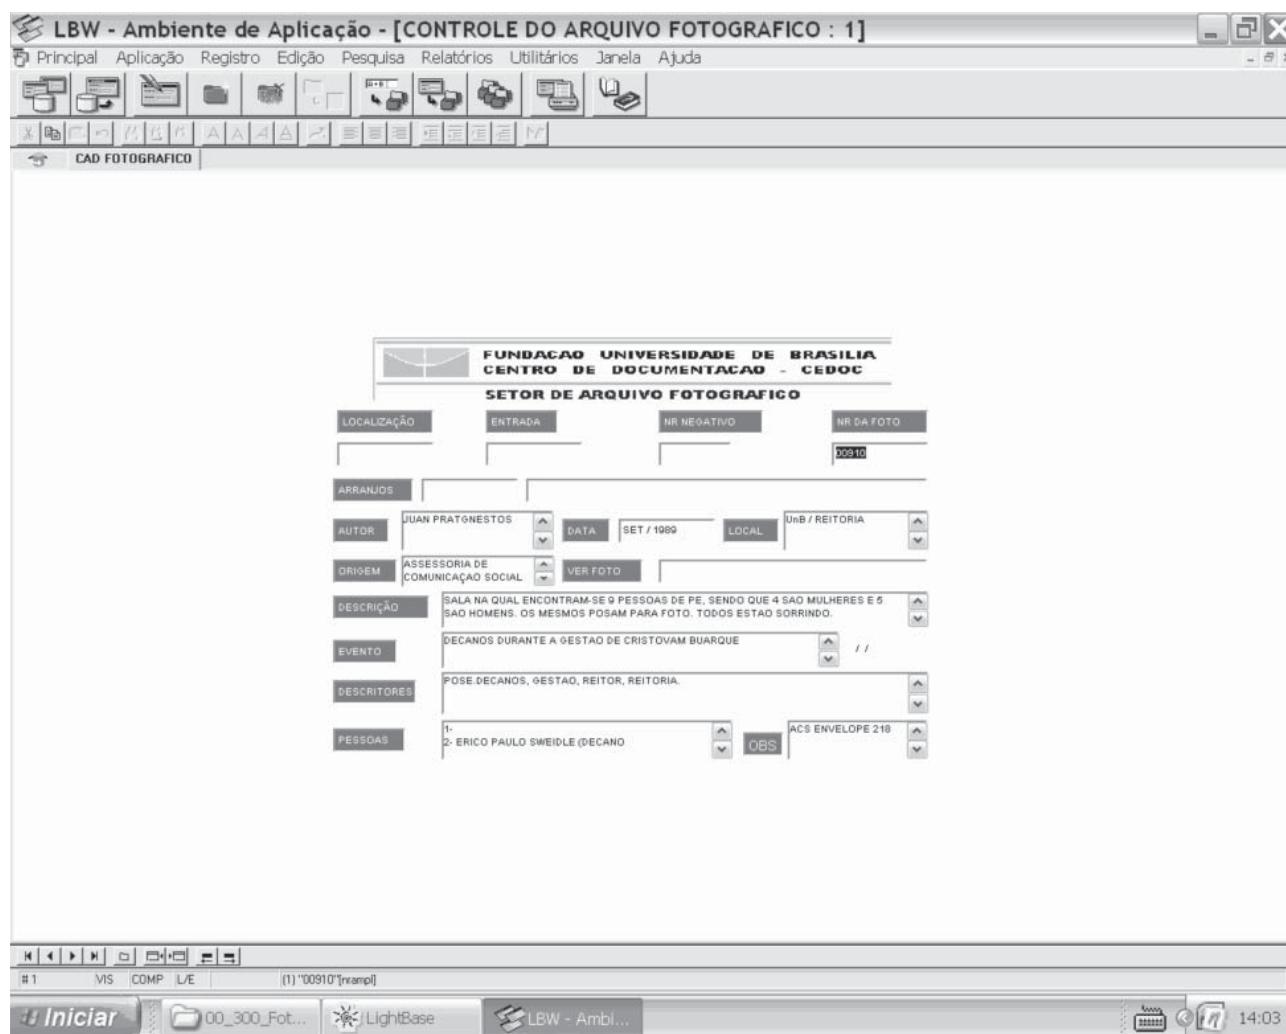 LBW - Ambiente de Aplicação - [CONTROLE DO ARQUIVO FOTOGRAFICO : 1]
Principal Aplicação Registro Edição Pesquisa Relatórios Utilitários Janela Ajuda
CAD FOTOGRAFICO
FUNDACAO UNIVERSIDADE DE BRASILIA
CENTRO DE DOCUMENTACAO - CEDOC
SETOR DE ARQUIVO FOTOGRAFICO
LOCALIZAÇÃO ENTRADA NR NEGATIVO NR DA FOTO
00910
ARRANJOS
AUTOR JUAN PRATGNESTOS DATA SET / 1989 LOCAL UnB / REITORIA
ORIGEM ASSESSORIA DE
COMUNICAÇAO SOCIAL VER FOTO
DESCRIÇÃO SALA NA QUAL ENCONTRAM-SE 9 PESSOAS DE PE, SENDO QUE 4 SAO MULHERES E 5
SAO HOMENS. OS MESMOS POSAM PARA FOTO. TODOS ESTAO SORRINDO.
EVENTO DECANOS DURANTE A GESTAO DE CRISTOVAM BUARQUE / /
DESCRITORES POSE.DECANOS, GESTAO, REITOR, REITORIA.
PESSOAS 1-
2- ERICO PAULO SWEIDLE (DECANO OBS ACS ENVELOPE 218
#1 VIS COMP L/E (1) "00910"[nrampl]
Iniciar 00_300_Fot... LightBase LBW - Ambi... 14:03